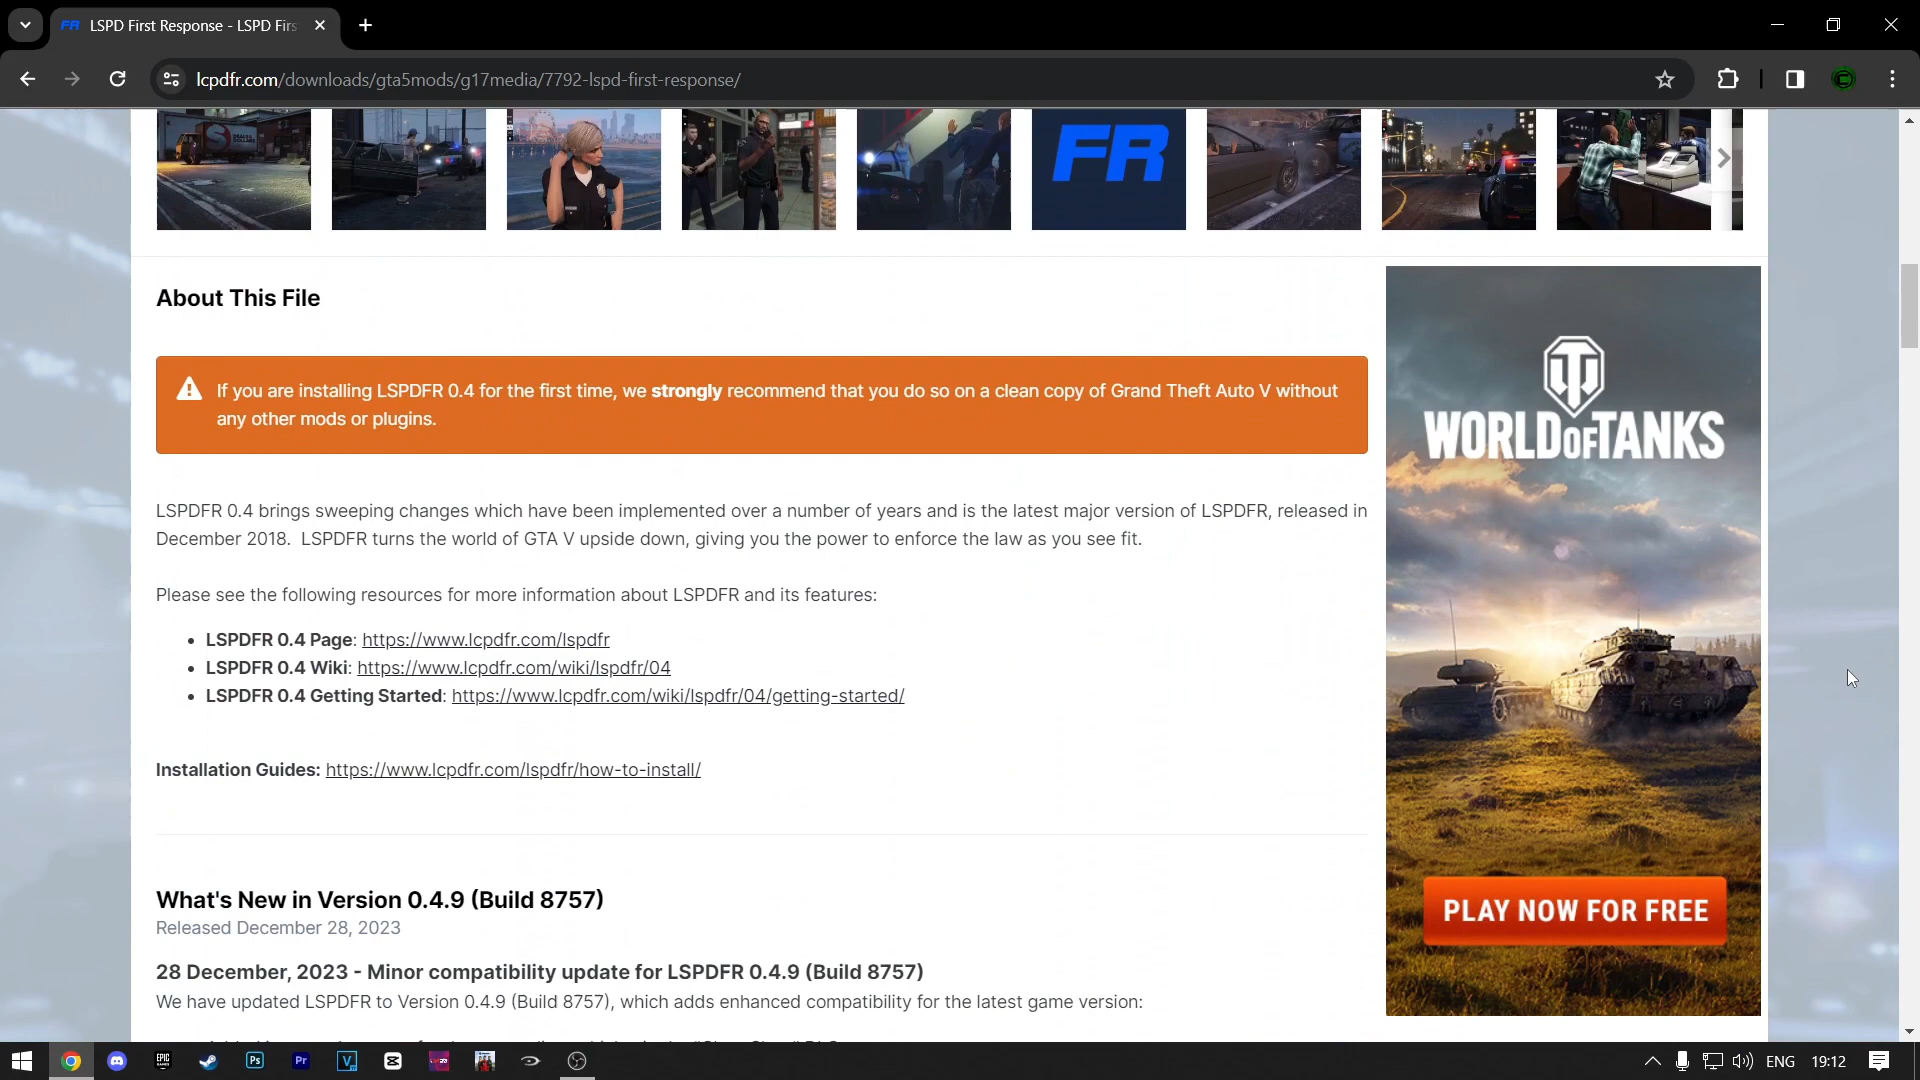 LSPD First Response - LSPD Firs
lcpdfr.com/downloads/gta5mods/g17media/7792-lspd-first-response/
FR
About This File
If you are installing LSPDFR 0.4 for the first time, we strongly recommend that you do so on a clean copy of Grand Theft Auto V without
any other mods or plugins.
LSPDFR 0.4 brings sweeping changes which have been implemented over a number of years and is the latest major version of LSPDFR, released in
December 2018.  LSPDFR turns the world of GTA V upside down, giving you the power to enforce the law as you see fit.
Please see the following resources for more information about LSPDFR and its features:
• LSPDFR 0.4 Page: https://www.lcpdfr.com/lspdfr
• LSPDFR 0.4 Wiki: https://www.lcpdfr.com/wiki/lspdfr/04
• LSPDFR 0.4 Getting Started: https://www.lcpdfr.com/wiki/lspdfr/04/getting-started/
Installation Guides: https://www.lcpdfr.com/lspdfr/how-to-install/
What's New in Version 0.4.9 (Build 8757)
Released December 28, 2023
28 December, 2023 - Minor compatibility update for LSPDFR 0.4.9 (Build 8757)
We have updated LSPDFR to Version 0.4.9 (Build 8757), which adds enhanced compatibility for the latest game version:
WORLD OF TANKS
PLAY NOW FOR FREE
EPIC GAMES
Ps
Pr
V
ENG
19:12